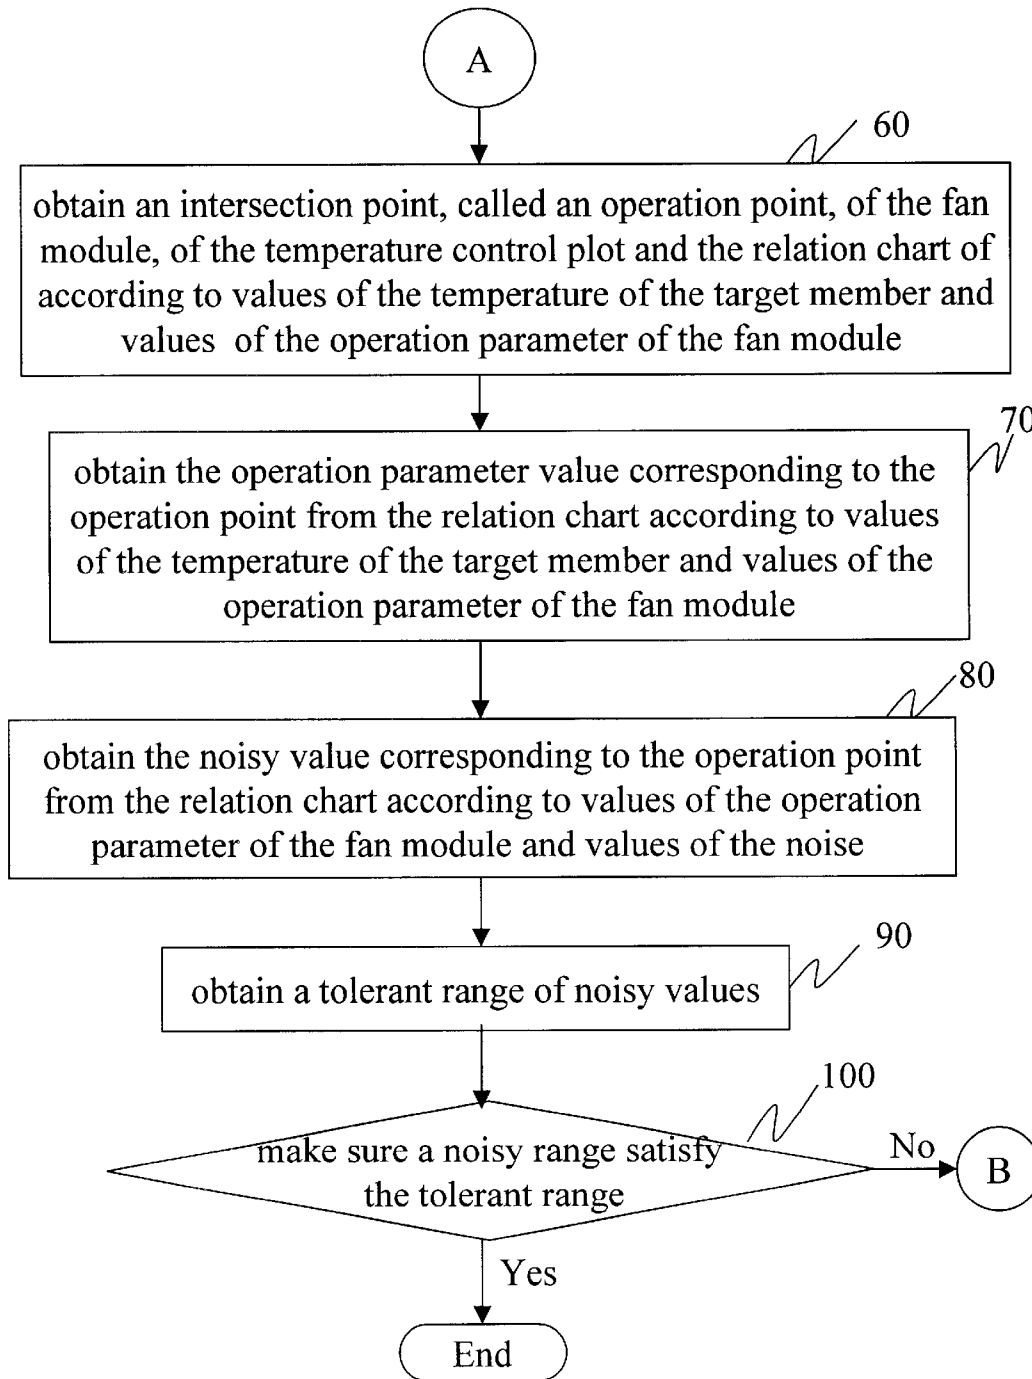 A
60
obtain an intersection point, called an operation point, of the fan
module, of the temperature control plot and the relation chart of
according to values of the temperature of the target member and
values of the operation parameter of the fan module
70
obtain the operation parameter value corresponding to the
operation point from the relation chart according to values
of the temperature of the target member and values of the
operation parameter of the fan module
80
obtain the noisy value corresponding to the operation point
from the relation chart according to values of the operation
parameter of the fan module and values of the noise
90
obtain a tolerant range of noisy values
100
make sure a noisy range satisfy
the tolerant range
No
B
Yes
End